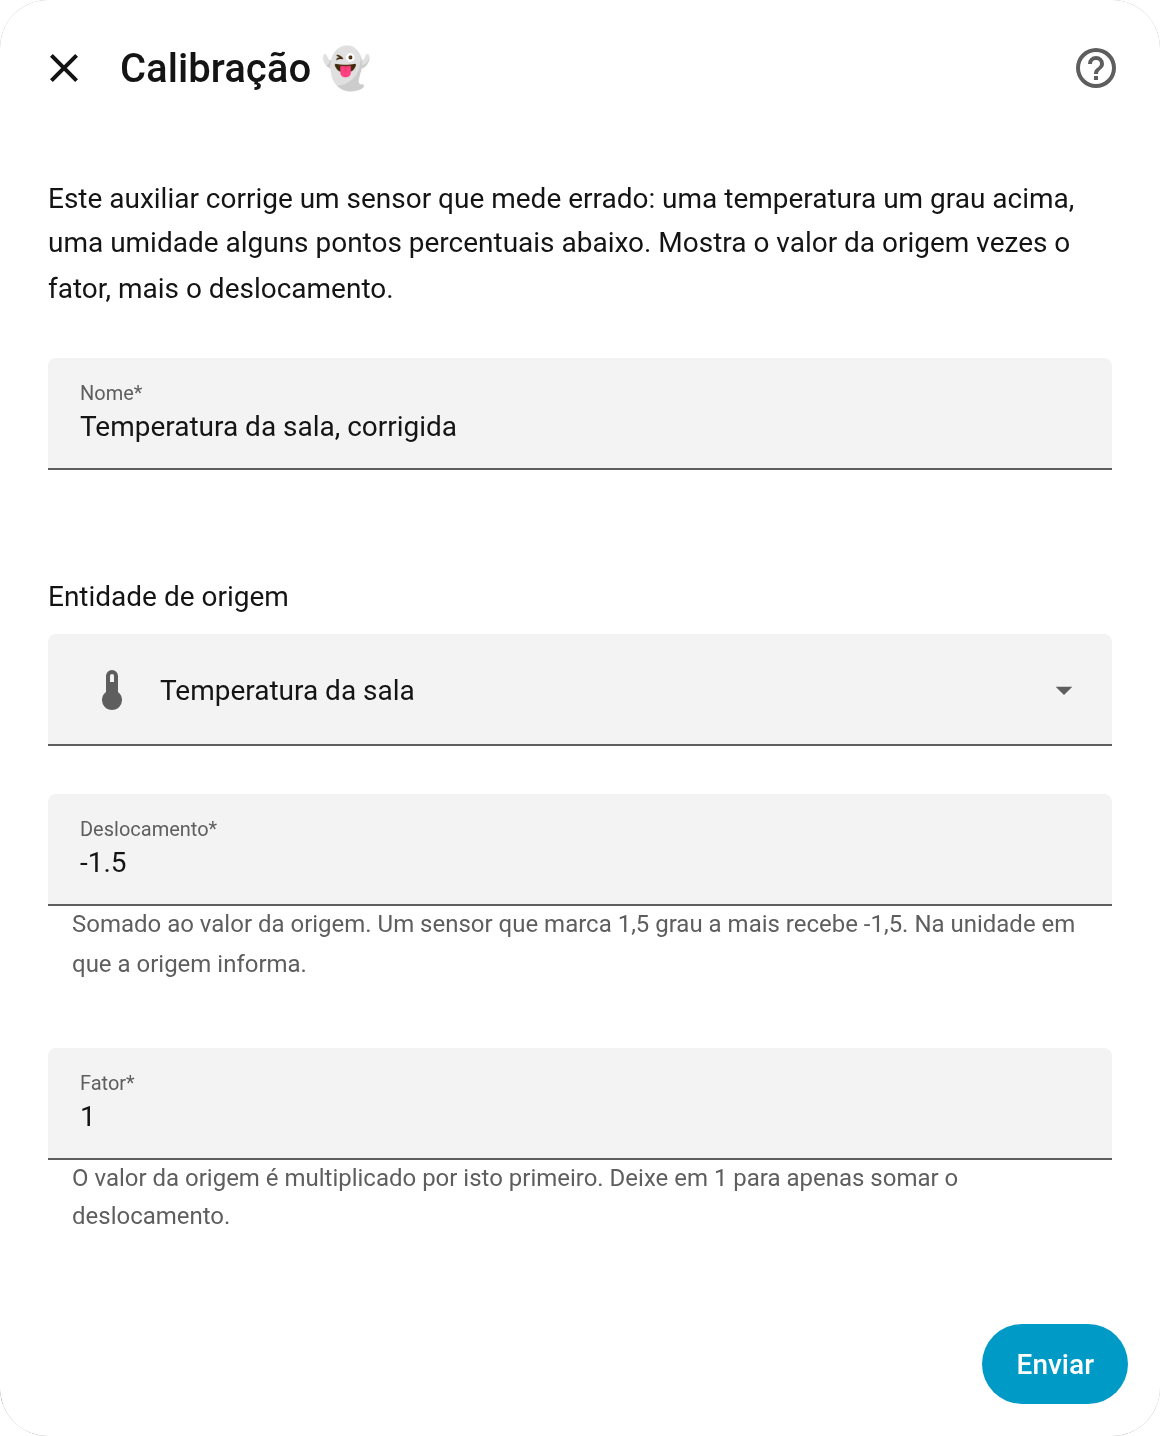 Calibração 👻
Este auxiliar corrige um sensor que mede errado: uma temperatura um grau acima,
uma umidade alguns pontos percentuais abaixo. Mostra o valor da origem vezes o
fator, mais o deslocamento.
Nome*
Temperatura da sala, corrigida
Entidade de origem
Temperatura da sala
Deslocamento*
-1.5
Somado ao valor da origem. Um sensor que marca 1,5 grau a mais recebe -1,5. Na unidade em
que a origem informa.
Fator*
1
O valor da origem é multiplicado por isto primeiro. Deixe em 1 para apenas somar o
deslocamento.
Enviar